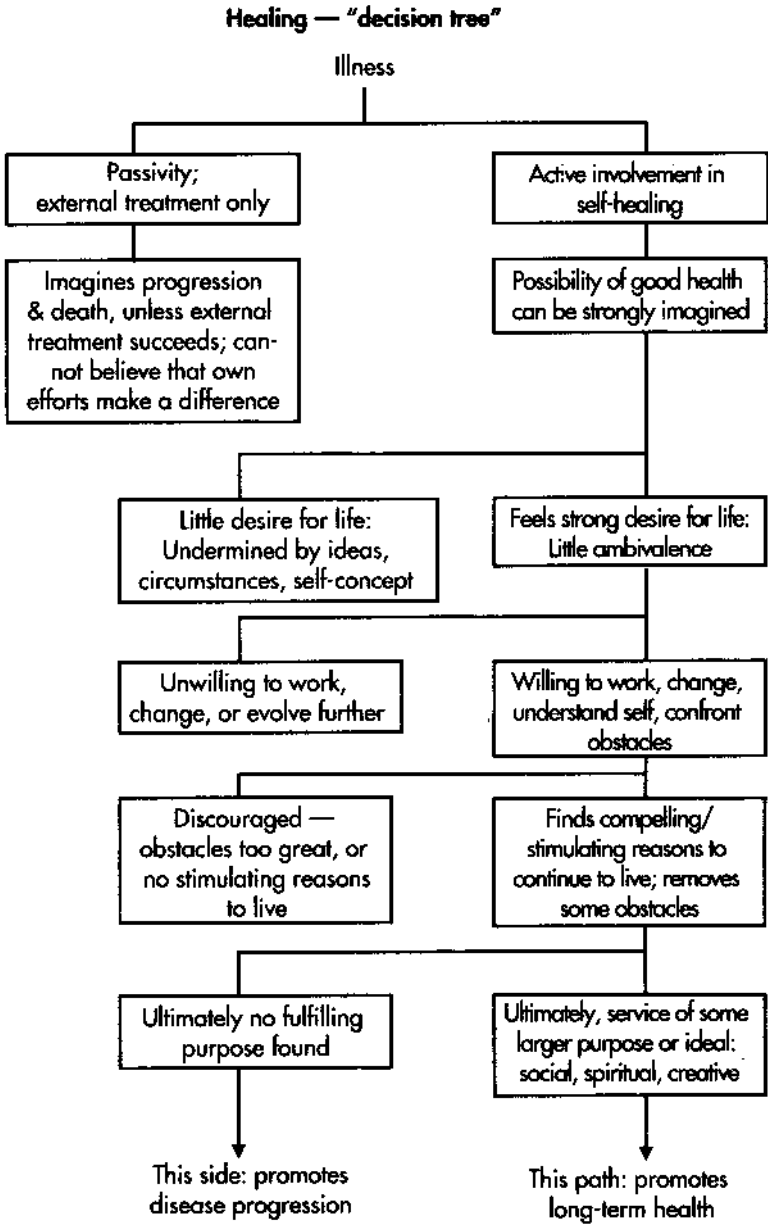 Healing — “decision tree”
Illness
Passivity;
external treatment only
Active involvement in
self-healing
Imagines progression
& death, unless external
treatment succeeds; can-
not believe that own
efforts make a difference
Possibility of good health
can be strongly imagined
Little desire for life:
Undermined by ideas,
circumstances, self-concept
Feels strong desire for life:
Little ambivalence
Unwilling to work,
change, or evolve further
Willing to work, change,
understand self, confront
obstacles
Discouraged —
obstacles too great, or
no stimulating reasons
to live
Finds compelling/
stimulating reasons to
continue to live; removes
some obstacles
Ultimately no fulfilling
purpose found
Ultimately, service of some
larger purpose or ideal:
social, spiritual, creative
This side: promotes
disease progression
This path: promotes
long-term health